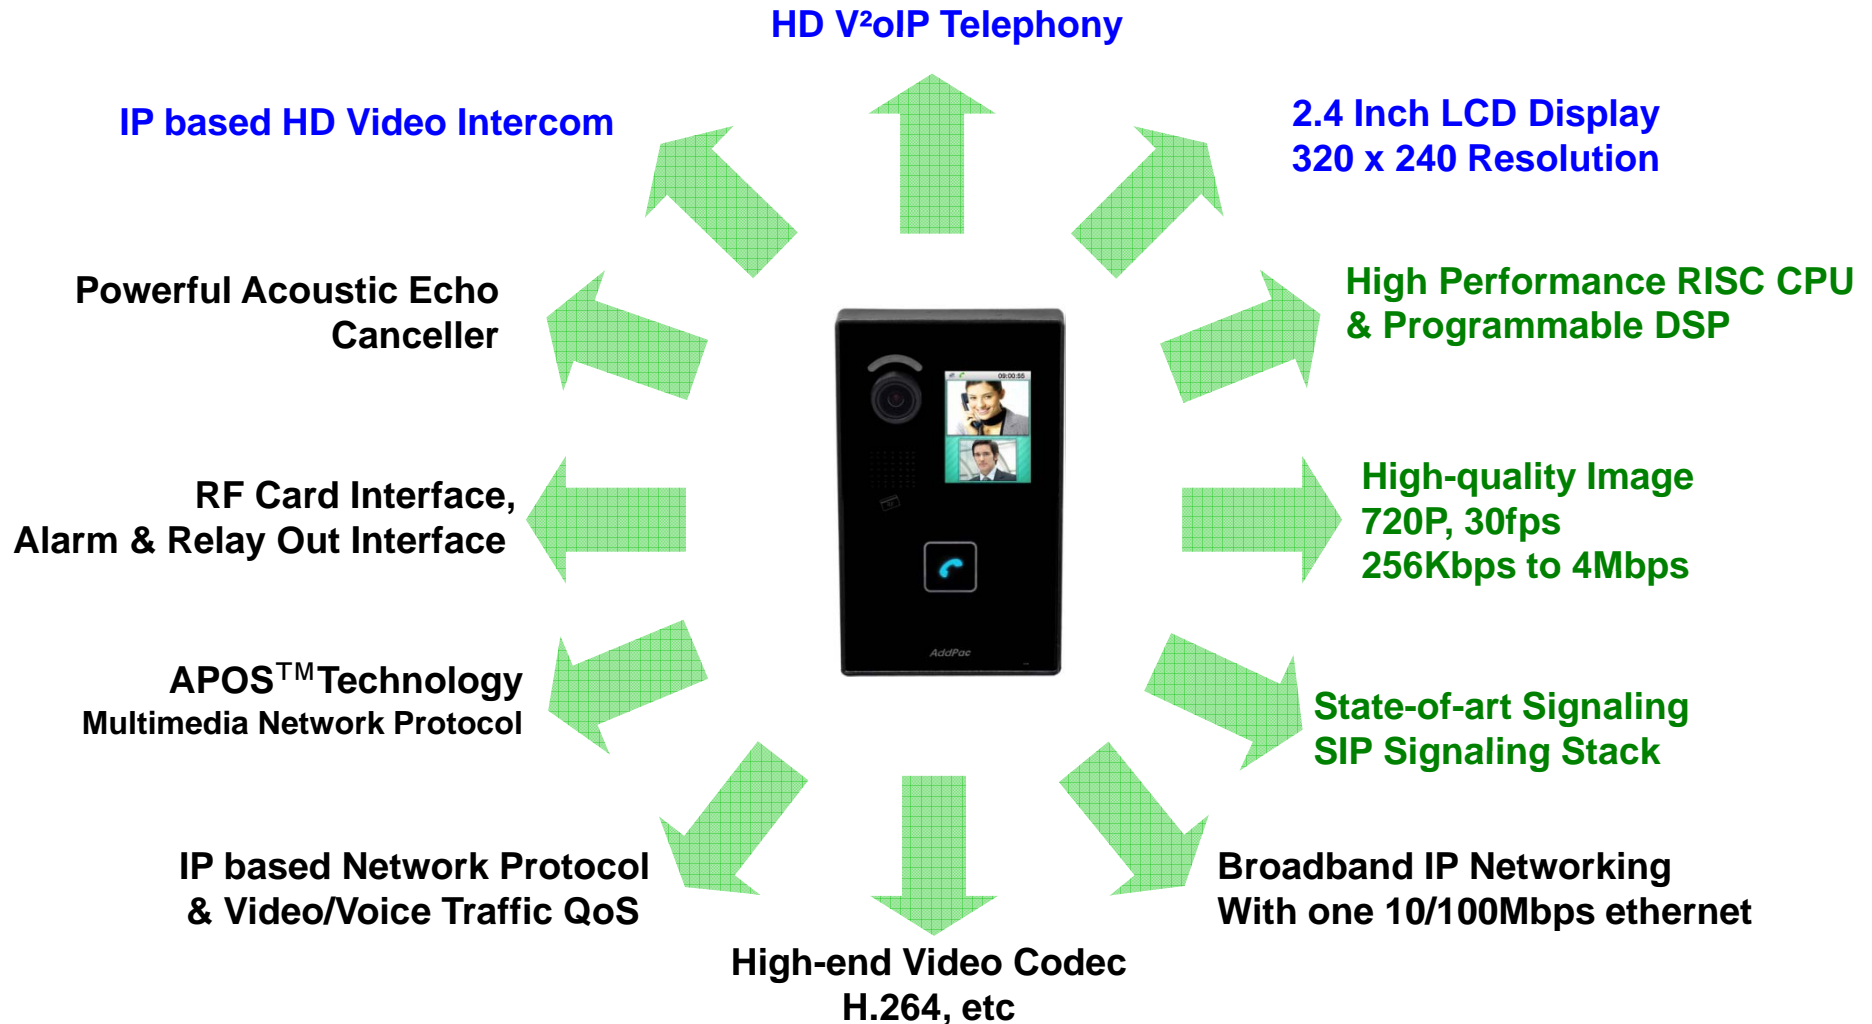 HD V²oIP Telephony
IP based HD Video Intercom
2.4 Inch LCD Display
320 x 240 Resolution
Powerful Acoustic Echo
Canceller
High Performance RISC CPU
& Programmable DSP
09:00:55
RF Card Interface,
Alarm & Relay Out Interface
High-quality Image
720P, 30fps
256Kbps to 4Mbps
AddPac
APOS™Technology
Multimedia Network Protocol
State-of-art Signaling
SIP Signaling Stack
IP based Network Protocol
& Video/Voice Traffic QoS
Broadband IP Networking
With one 10/100Mbps ethernet
High-end Video Codec
H.264, etc